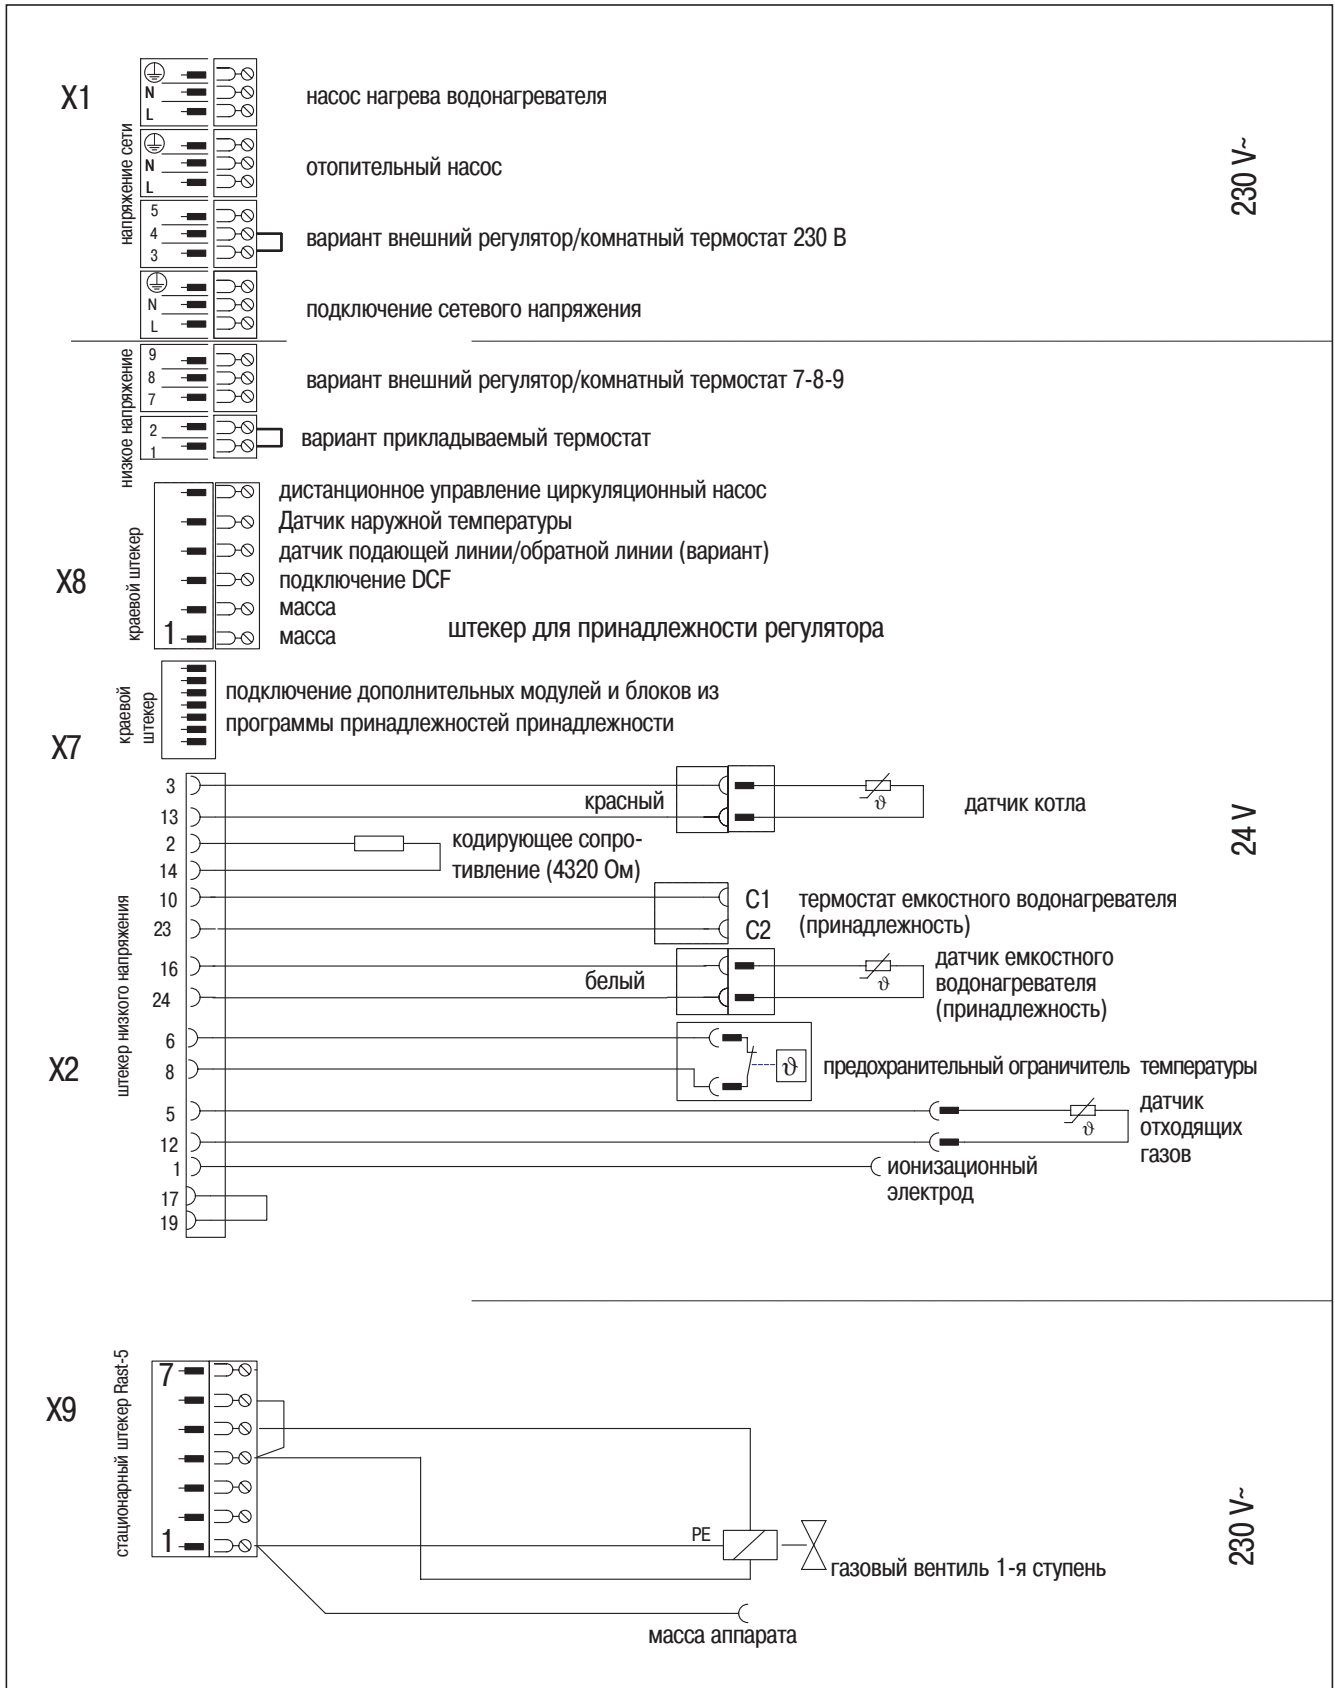 X1
напряжение сети
N
L
насос нагрева водонагревателя
N
L
отопительный насос
5
4
3
вариант внешний регулятор/комнатный термостат 230 В
N
L
подключение сетевого напряжения
230 V~
низкое напряжение
9
8
7
вариант внешний регулятор/комнатный термостат 7-8-9
2
1
вариант прикладываемый термостат
X8
краевой штекер
1
дистанционное управление циркуляционный насос
Датчик наружной температуры
датчик подающей линии/обратной линии (вариант)
подключение DCF
масса
масса
штекер для принадлежности регулятора
X7
краевой
штекер
подключение дополнительных модулей и блоков из
программы принадлежностей принадлежности
24 V
X2
штекер низкого напряжения
3
13
красный
ϑ
датчик котла
2
14
кодирующее сопро-
тивление (4320 Ом)
10
23
C1
C2
термостат емкостного водонагревателя
(принадлежность)
16
24
белый
ϑ
датчик емкостного
водонагревателя
(принадлежность)
6
8
ϑ
предохранительный ограничитель температуры
5
12
ϑ
датчик
отходящих
газов
1
ионизационный
электрод
17
19
X9
стационарный штекер Rast-5
7
1
PE
газовый вентиль 1-я ступень
масса аппарата
230 V~